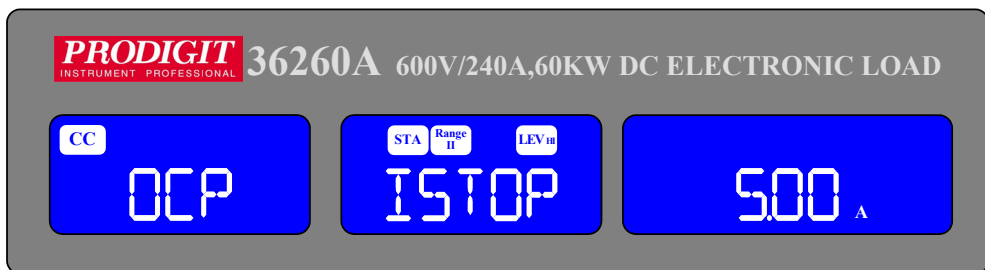 PRODIGIT 36260A 600V/240A,60KW DC ELECTRONIC LOAD
INSTRUMENT PROFESSIONAL
CC STA Range II LEV HI
OCP ISTOP 5.00 A